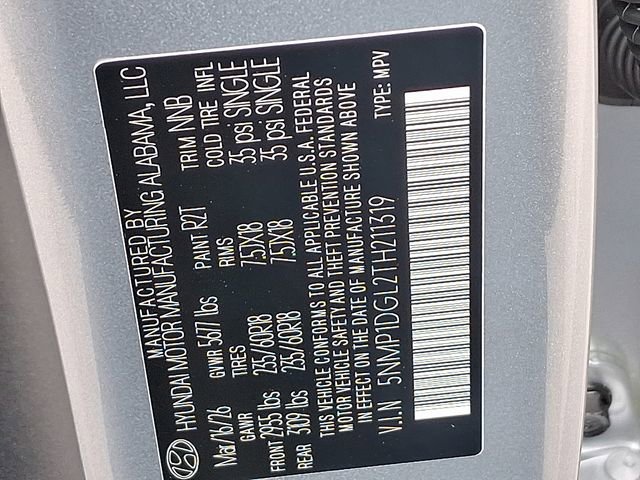 MANUFACTURED BY
HYUNDAI MOTOR MANUFACTURING ALABAMA, LLC
Mar/16/26 GVWR 5677 lbs PAINT R2T TRIM NNB
GAWR TIRES RIMS COLD TIRE INFL
FRONT 2955 lbs 235/60R18 7.5JX18 35 psi SINGLE
REAR 3109 lbs 235/60R18 7.5JX18 35 psi SINGLE
THIS VEHICLE CONFORMS TO ALL APPLICABLE U.S.A. FEDERAL
MOTOR VEHICLE SAFETY AND THEFT PREVENTION STANDARDS
IN EFFECT ON THE DATE OF MANUFACTURE SHOWN ABOVE
V.I.N 5NMP1DGL2TH211319 TYPE: MPV